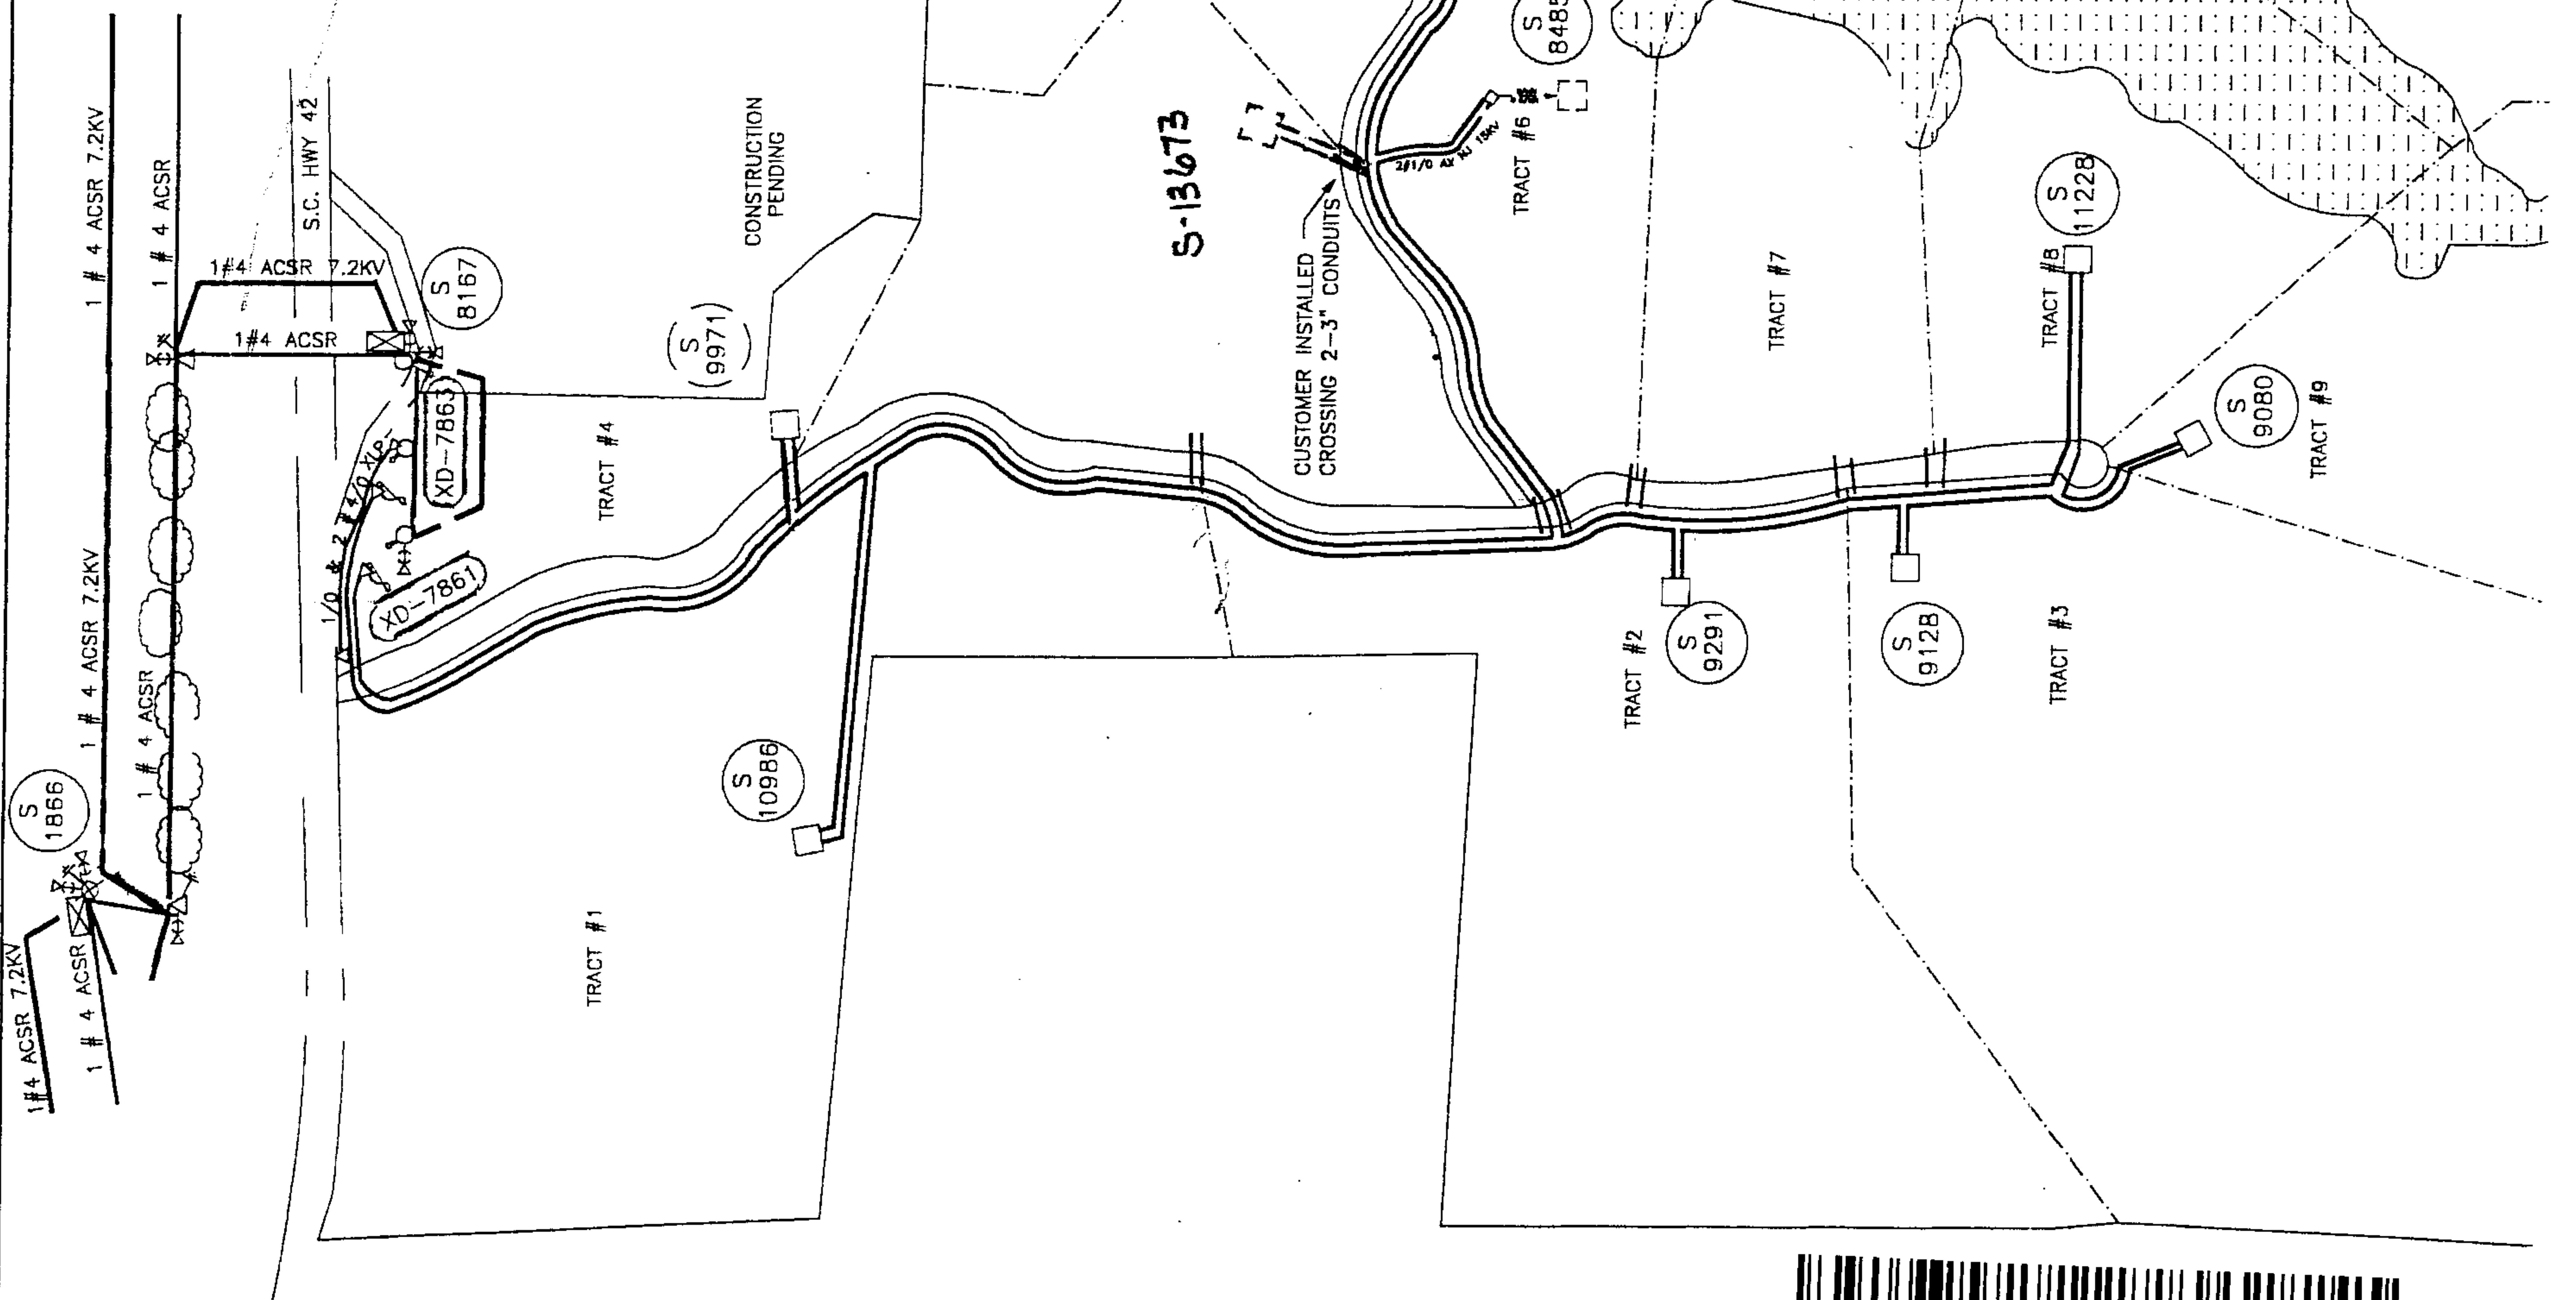 1 # 4 ACSR 7.2KV
1 # 4 ACSR
S.C. HWY 42
1#4 ACSR 7.2KV
1#4 ACSR
S
8167
CONSTRUCTION
PENDING
S
9971
XD-7863
1/0 & 2 #4/0 XLP
XD-7861
TRACT #4
1 # 4 ACSR 7.2KV
1 # 4 ACSR
S
1866
1#4 ACSR 7.2KV
1 # 4 ACSR
S
10986
TRACT #1
S-13673
CUSTOMER INSTALLED
CROSSING 2-3" CONDUITS
2#1/0
S
8485
TRACT #6
TRACT #7
S
11228
TRACT #8
S
9080
TRACT #9
TRACT #2
S
9291
S
9128
TRACT #3